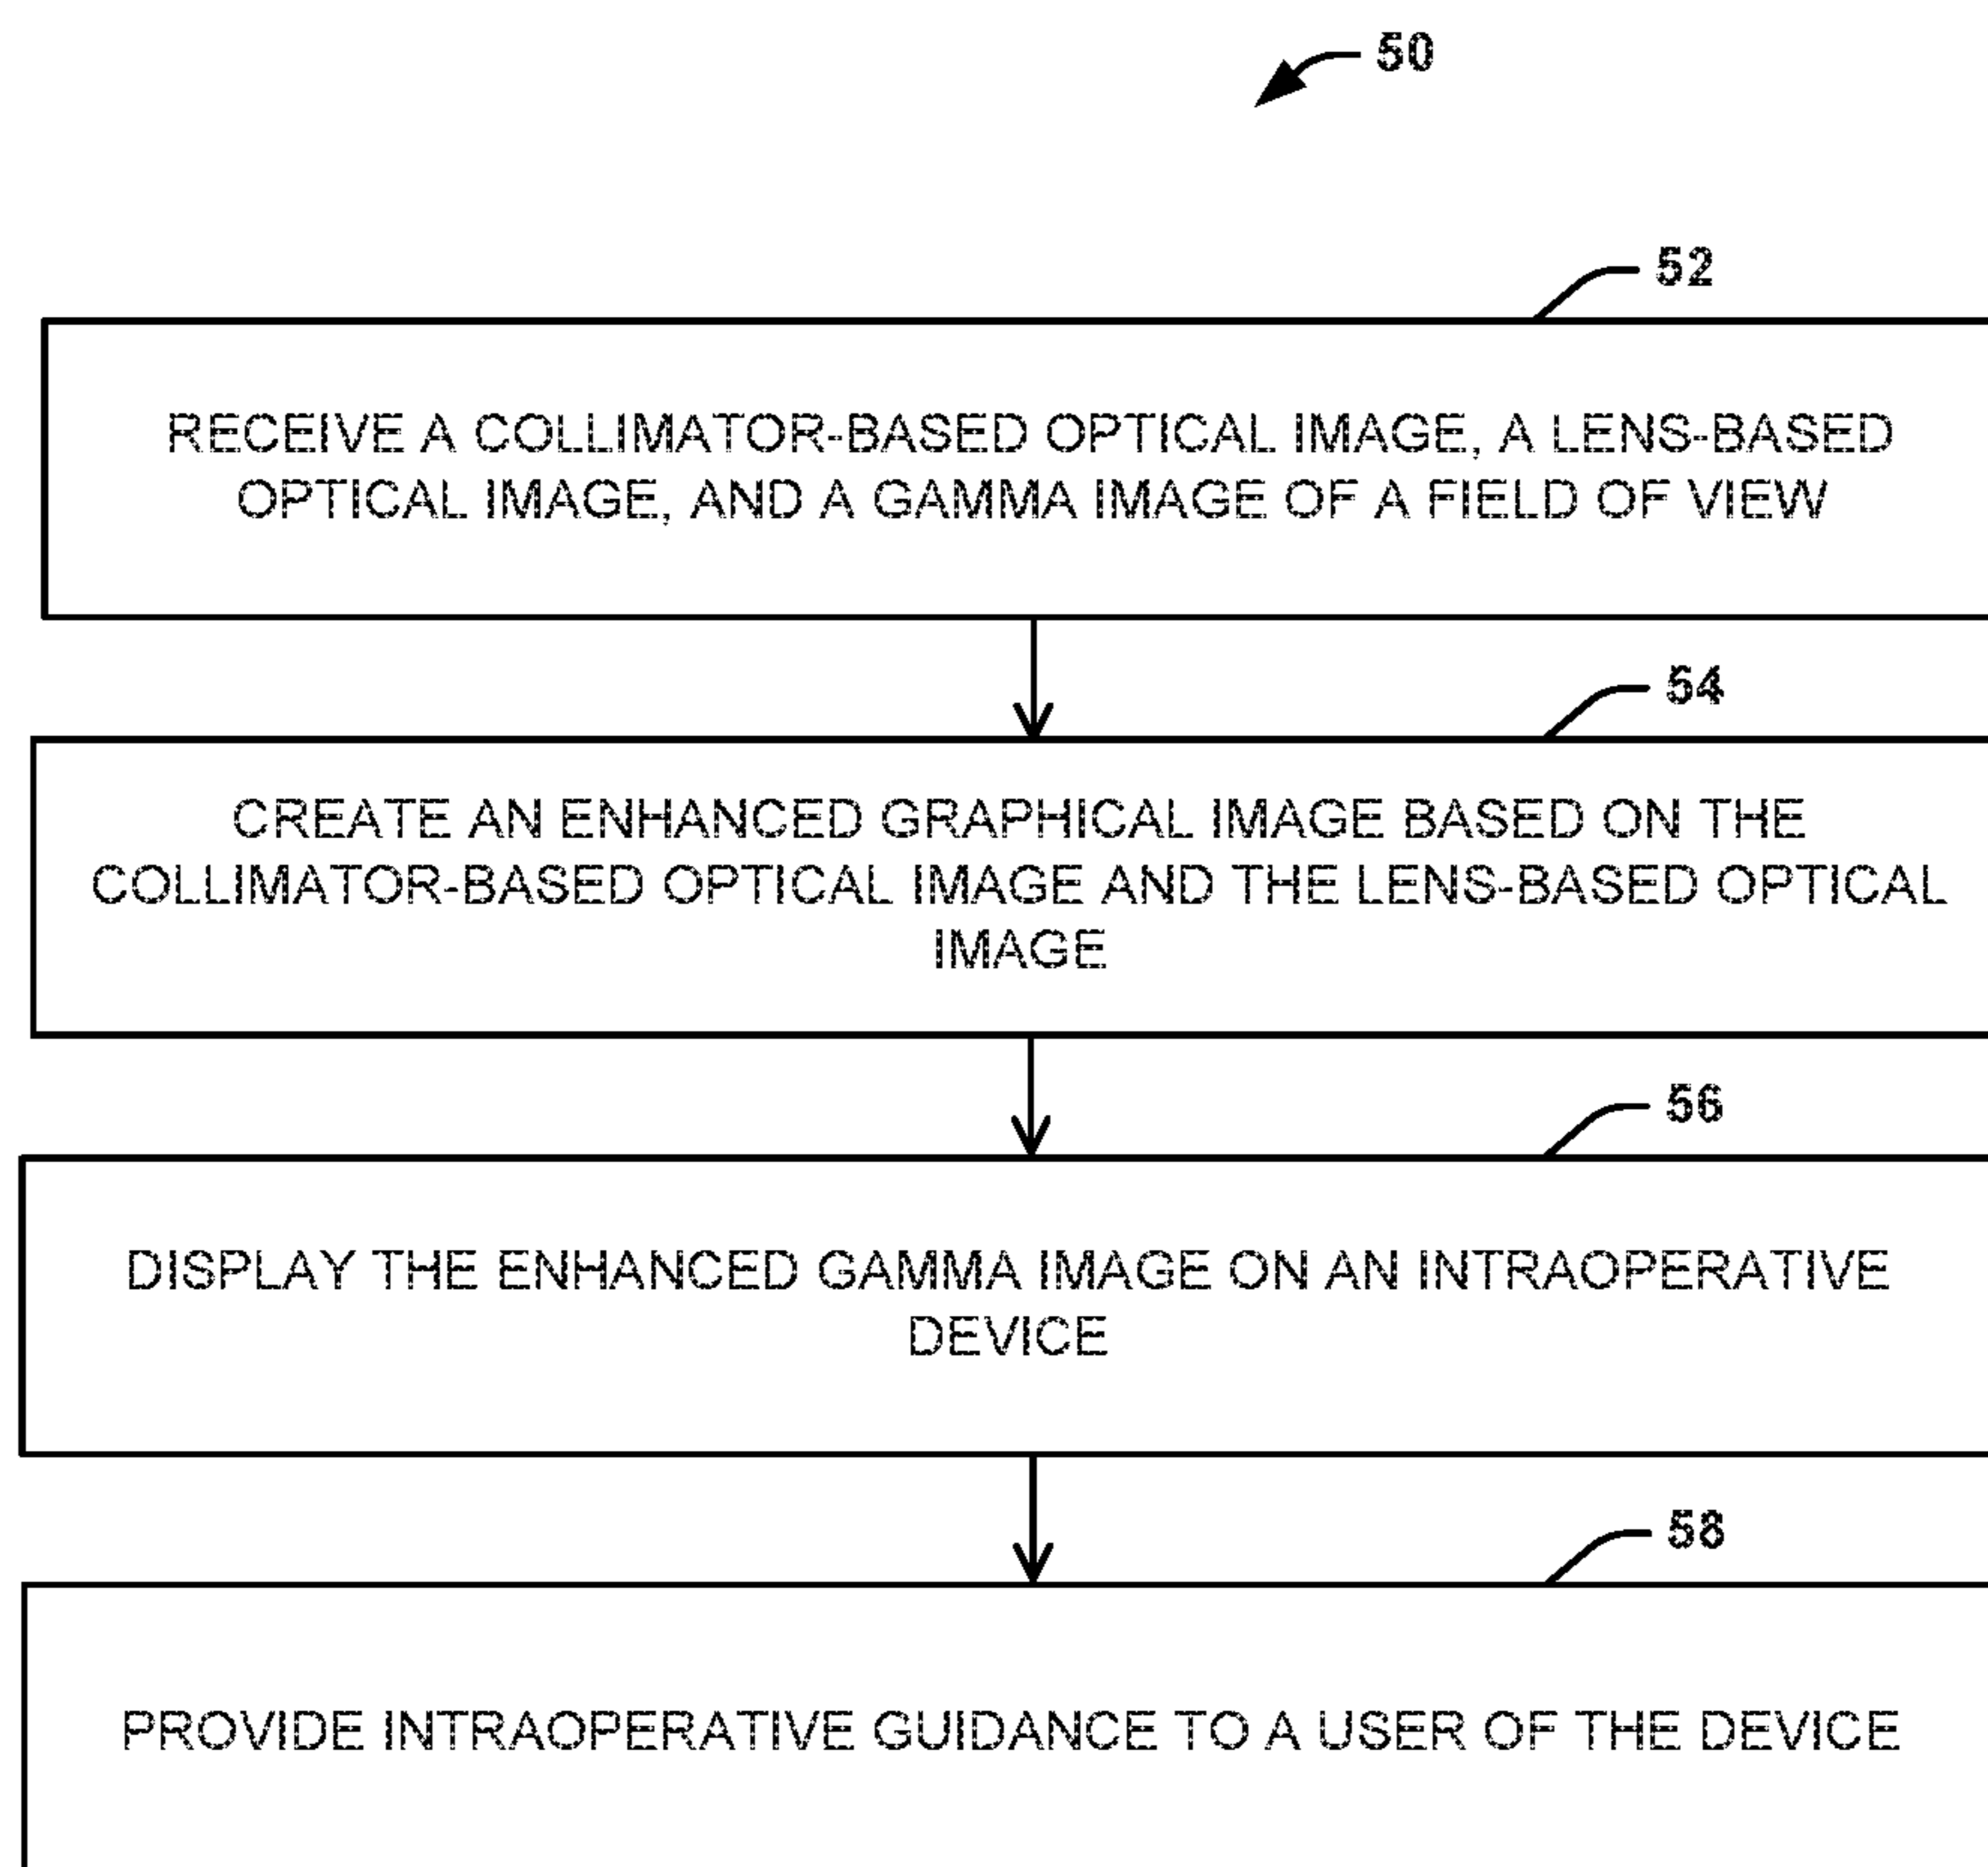 50
52
RECEIVE A COLLIMATOR-BASED OPTICAL IMAGE, A LENS-BASED
OPTICAL IMAGE, AND A GAMMA IMAGE OF A FIELD OF VIEW
54
CREATE AN ENHANCED GRAPHICAL IMAGE BASED ON THE
COLLIMATOR-BASED OPTICAL IMAGE AND THE LENS-BASED OPTICAL
IMAGE
56
DISPLAY THE ENHANCED GAMMA IMAGE ON AN INTRAOPERATIVE
DEVICE
58
PROVIDE INTRAOPERATIVE GUIDANCE TO A USER OF THE DEVICE